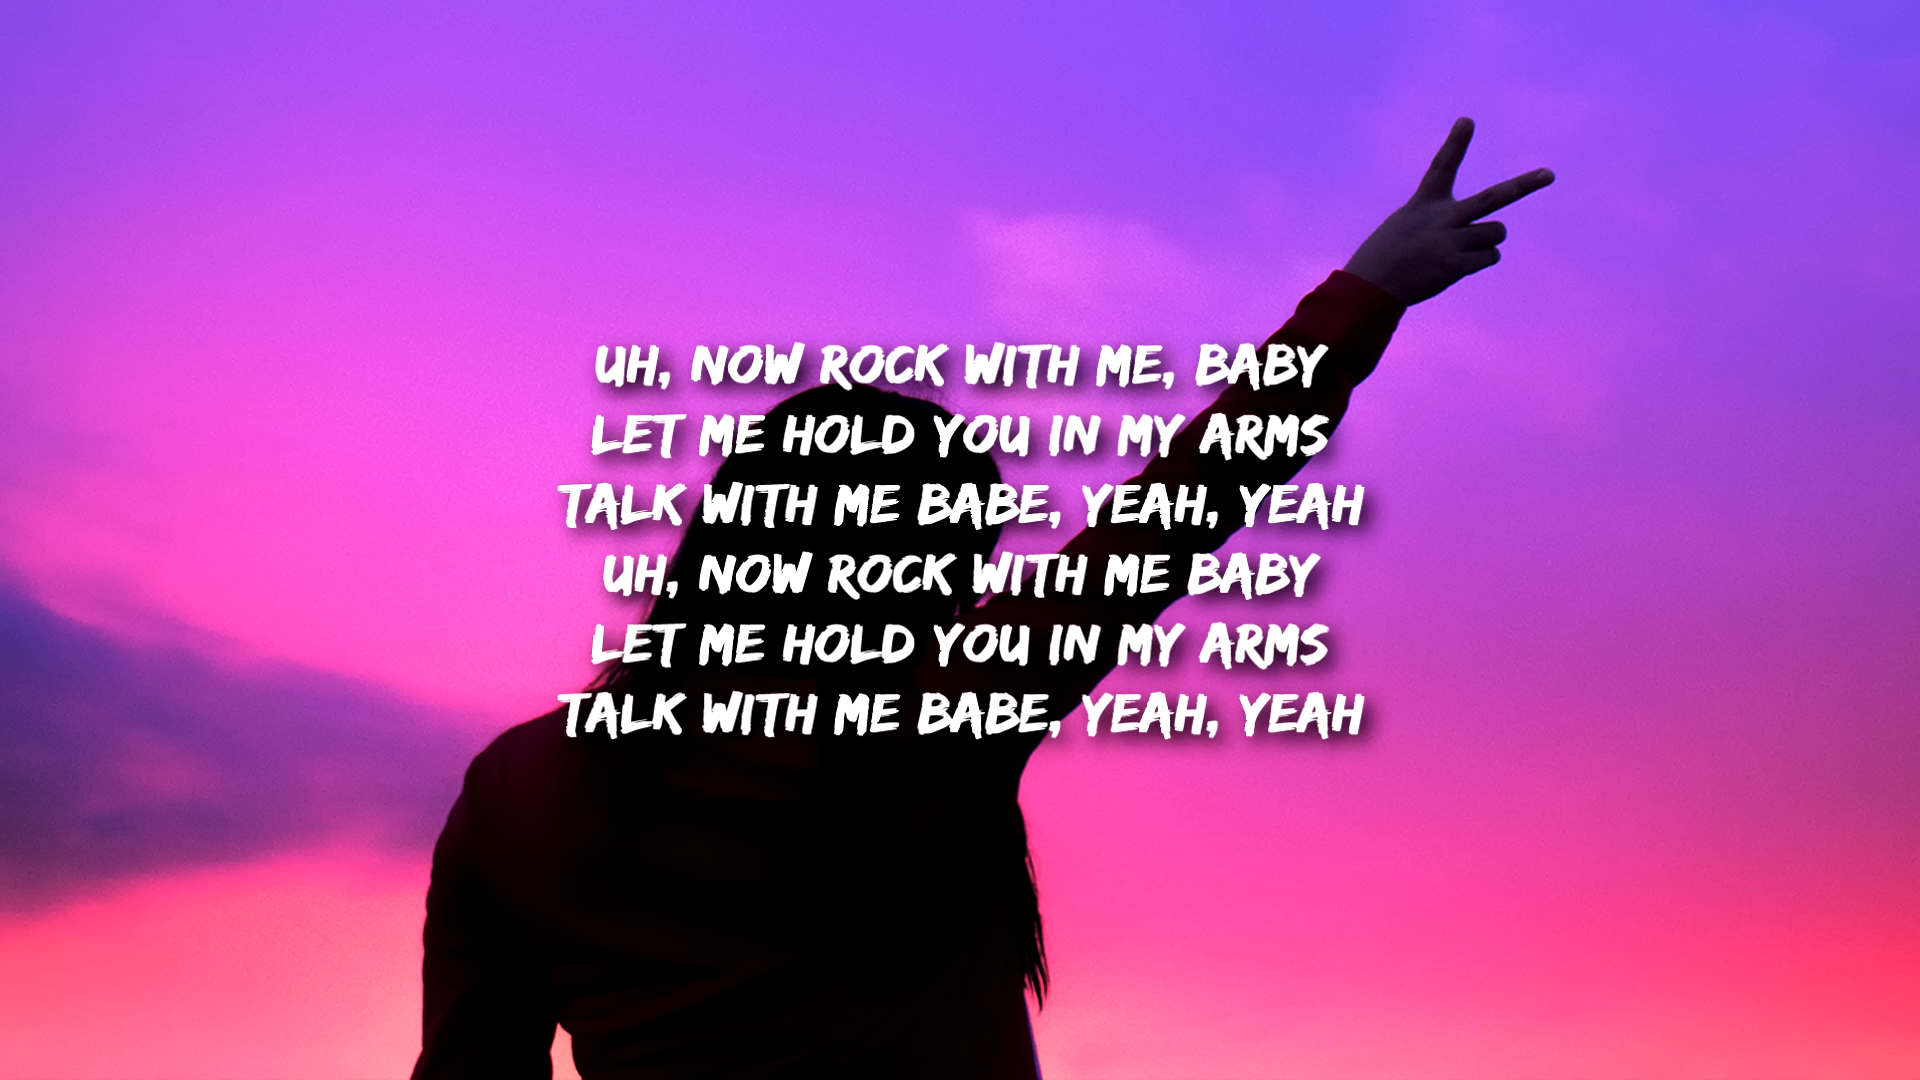 UH, NOW ROCK WITH ME, BABY
LET ME HOLD YOU IN MY ARMS
TALK WITH ME BABE, YEAH, YEAH
UH, NOW ROCK WITH ME BABY
LET ME HOLD YOU IN MY ARMS
TALK WITH ME BABE, YEAH, YEAH